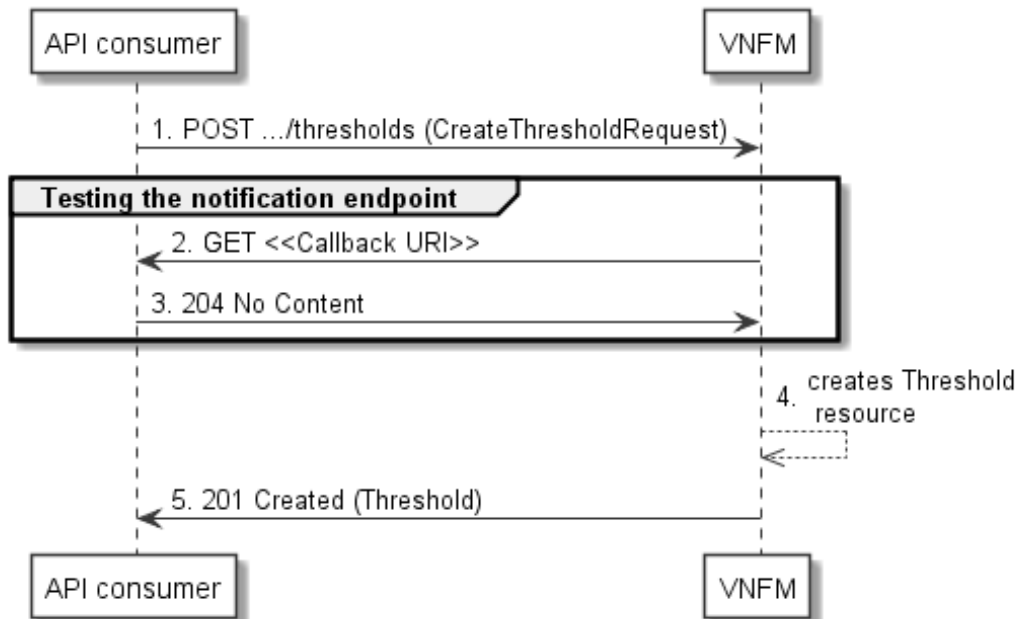 API consumer
VNFM
1. POST .../thresholds (CreateThresholdRequest)
Testing the notification endpoint
2. GET <<Callback URI>>
3. 204 No Content
4. creates Threshold
resource
5. 201 Created (Threshold)
API consumer
VNFM